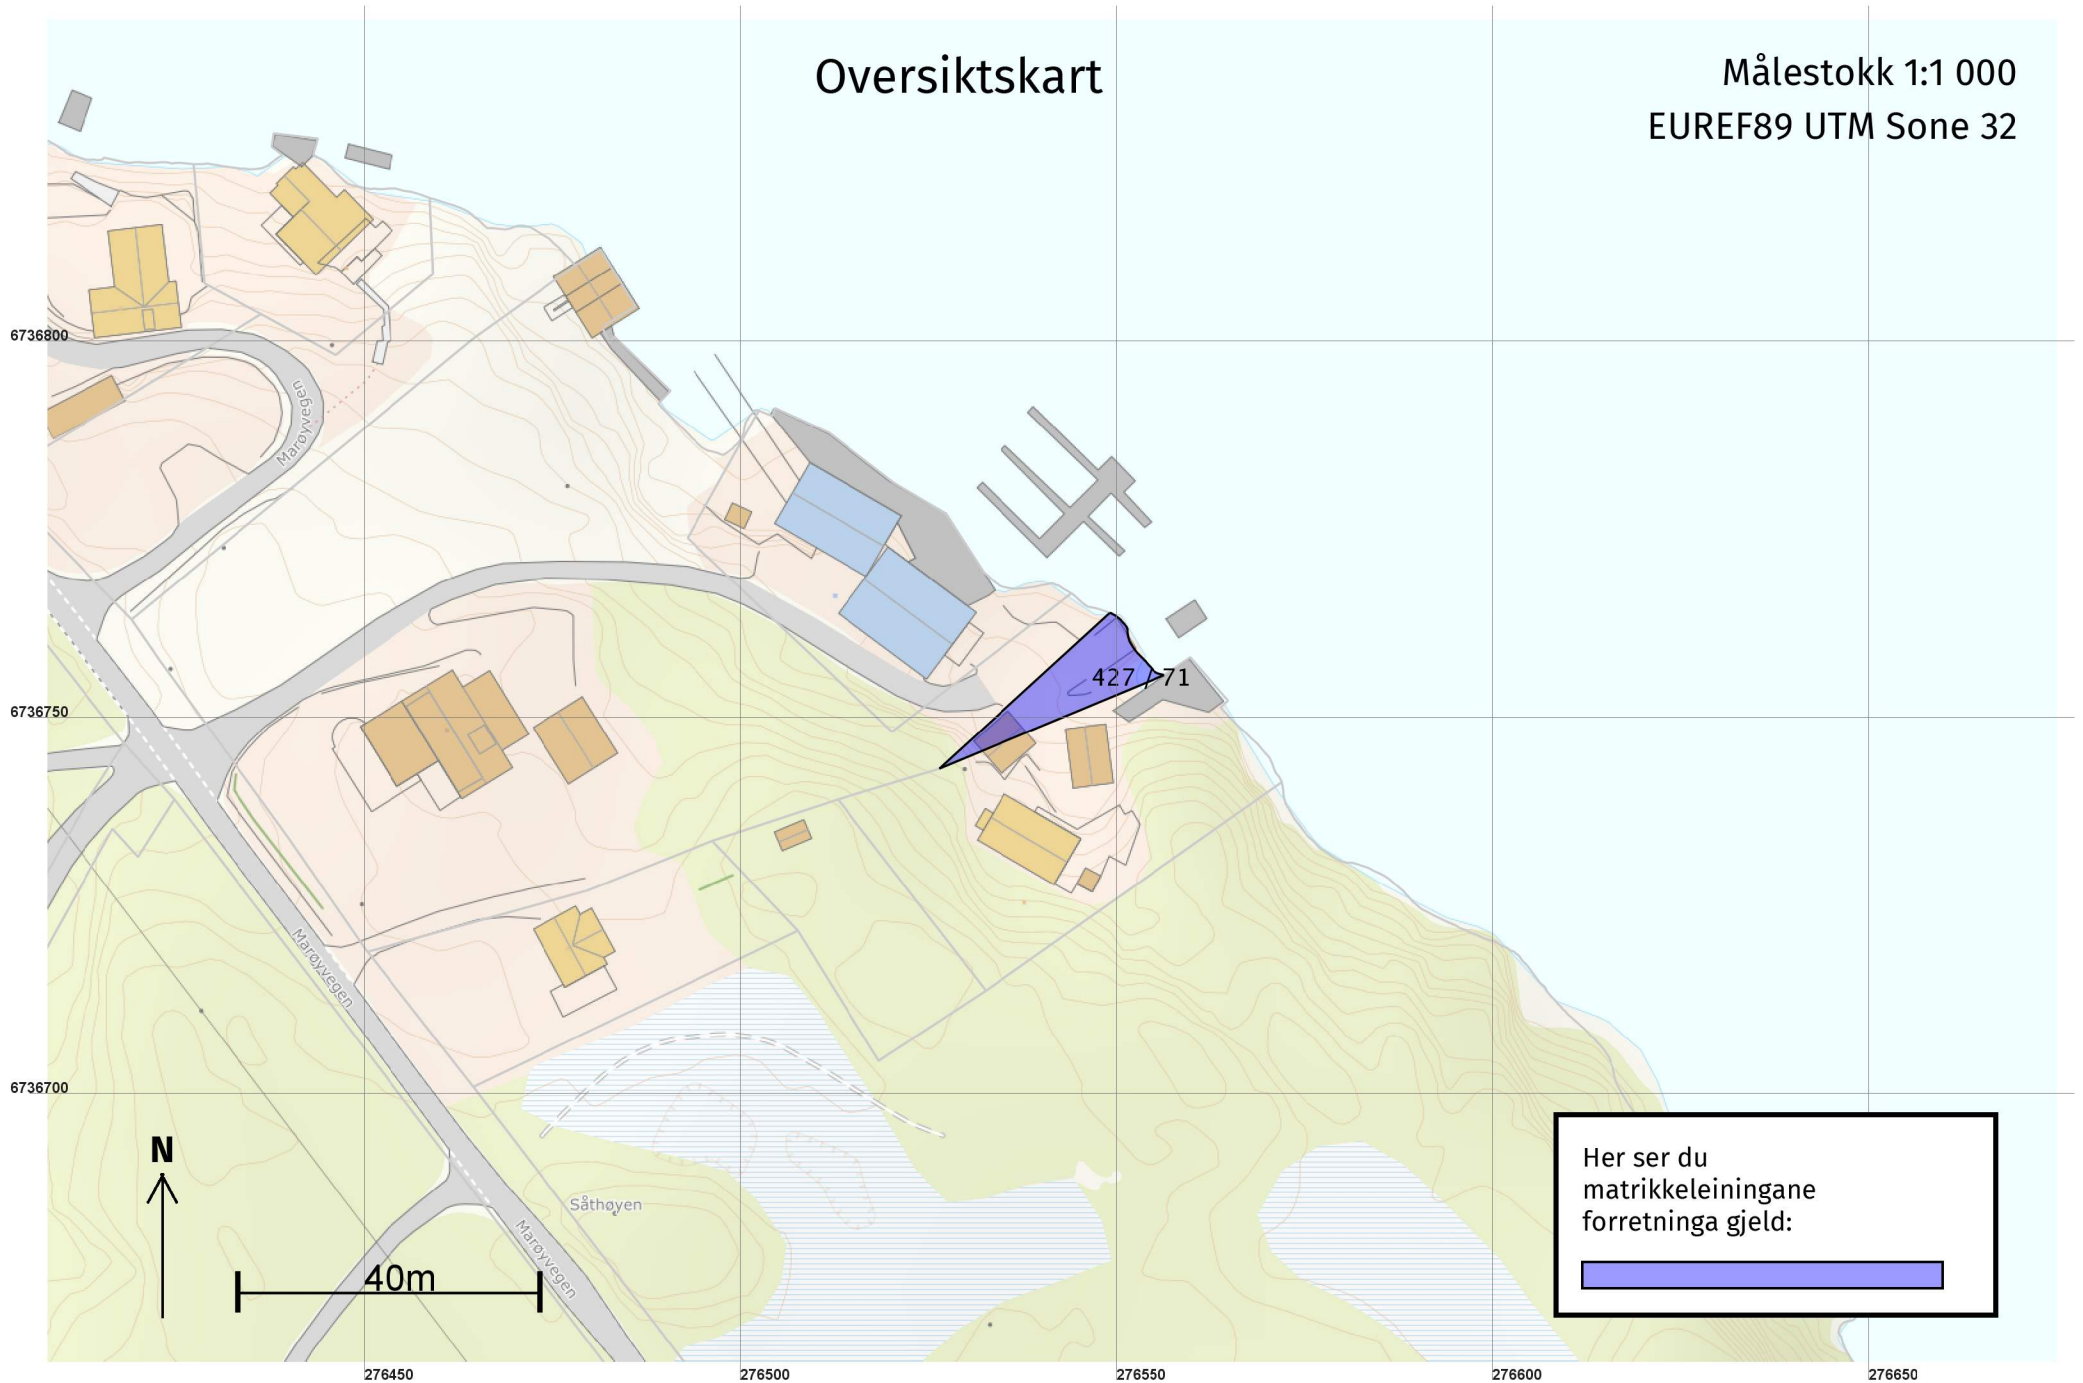 Oversiktskart
Målestokk 1:1 000
EUREF89 UTM Sone 32
6736800
Marøyvegen
427 / 71
6736750
Marøyvegen
6736700
N
Såthøyen
Marøyvegen
40m
Her ser du
matrikkeleiningane
forretninga gjeld:
276450
276500
276550
276600
276650